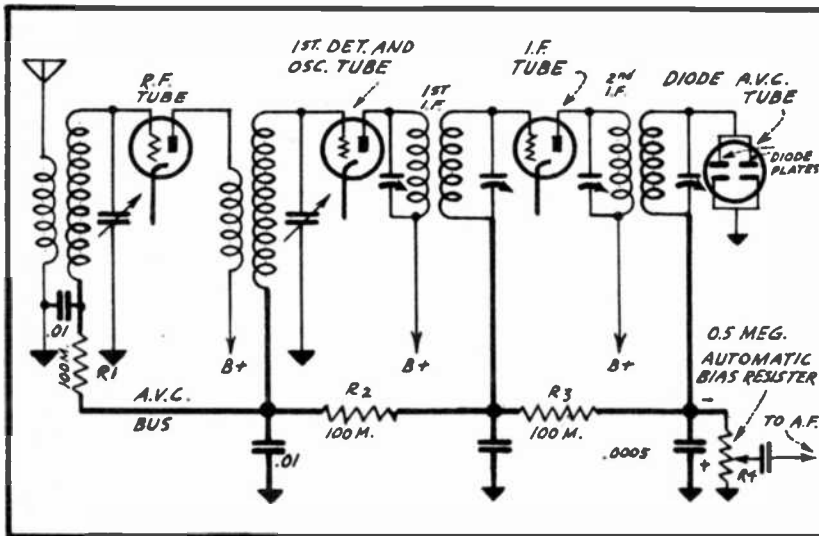 1ST. DET. AND
OSC. TUBE
R.F.
TUBE
1ST
I.F.
I.F.
TUBE
2nd
I.F.
DIODE A.V.C.
TUBE
DIODE
PLATES
.01
100M.
R1
B+
B+
B+
A.V.C.
BUS
R2
100M.
R3
100M.
.01
.0005
0.5 MEG.
AUTOMATIC
BIAS RESISTER
-
+
R4
TO A.F.